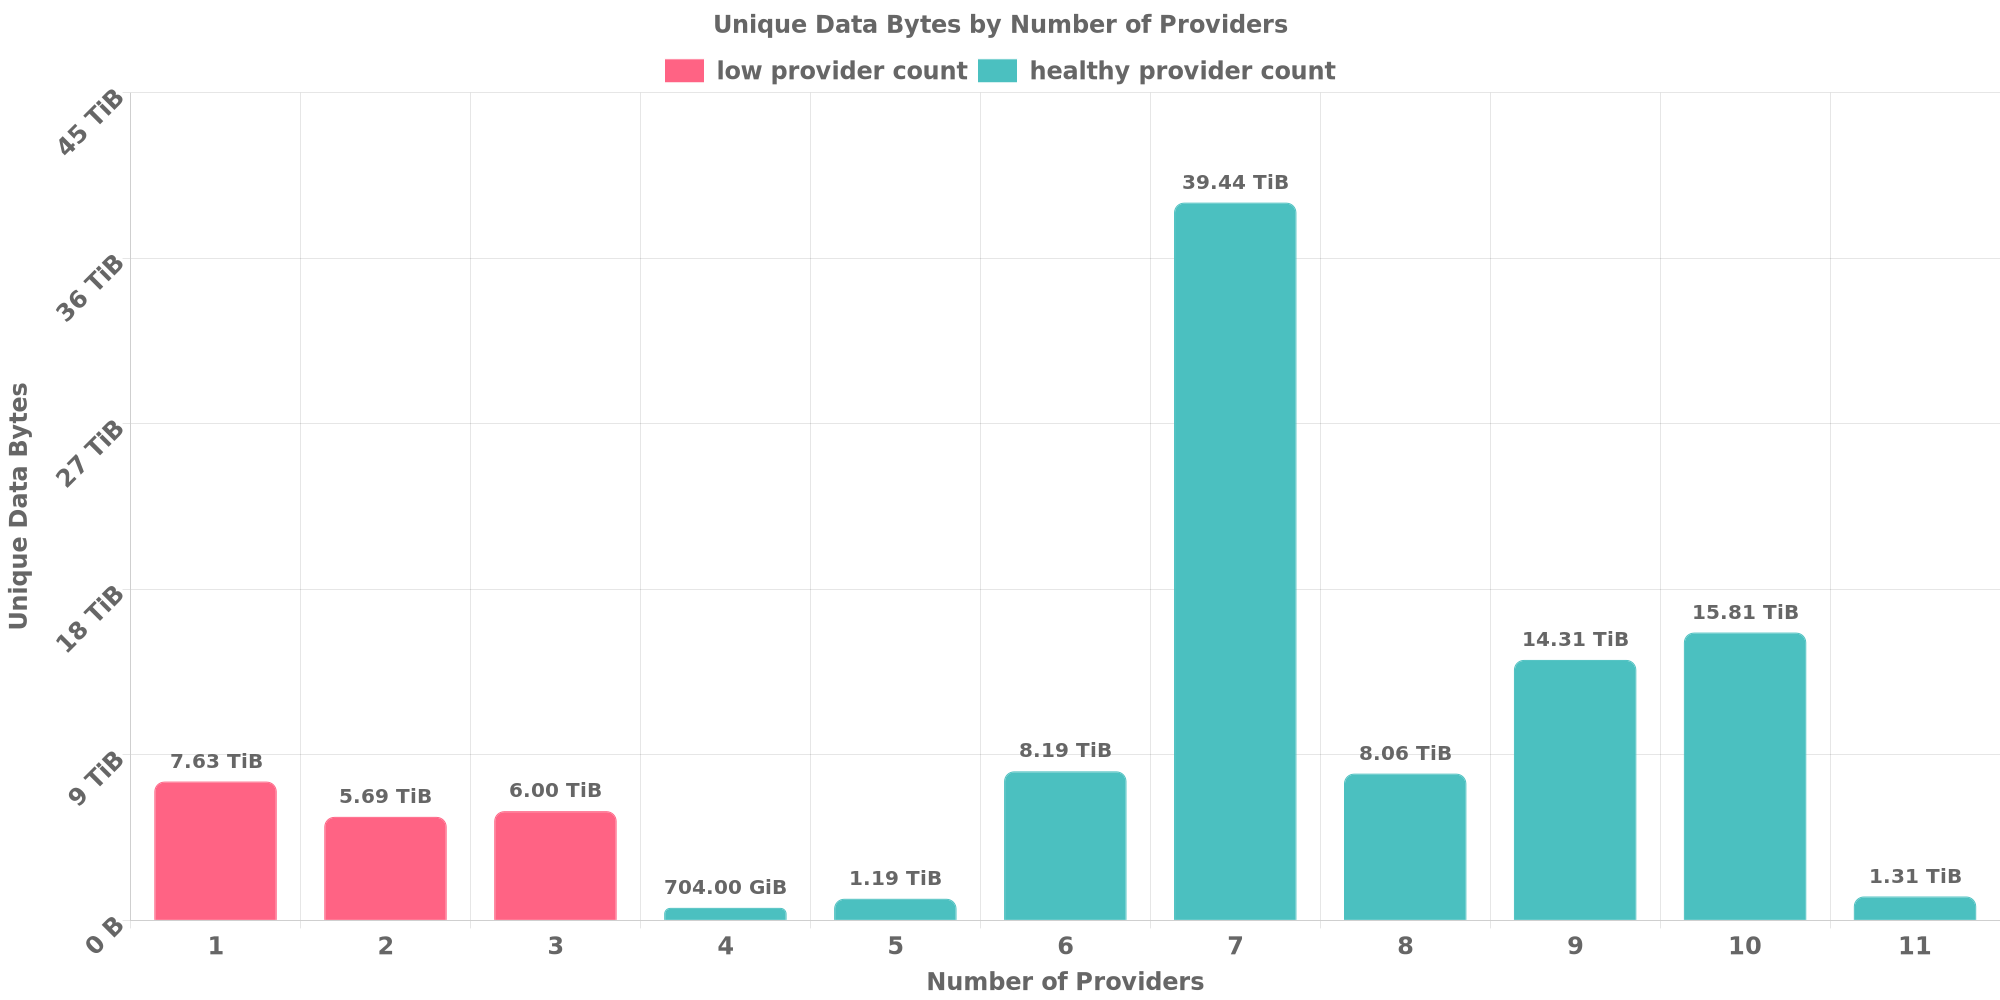 Unique Data Bytes by Number of Providers
low provider count healthy provider count
Unique Data Bytes
45 TiB
36 TiB
27 TiB
18 TiB
9 TiB
0 B
7.63 TiB
5.69 TiB
6.00 TiB
704.00 GiB
1.19 TiB
8.19 TiB
39.44 TiB
8.06 TiB
14.31 TiB
15.81 TiB
1.31 TiB
1 2 3 4 5 6 7 8 9 10 11
Number of Providers